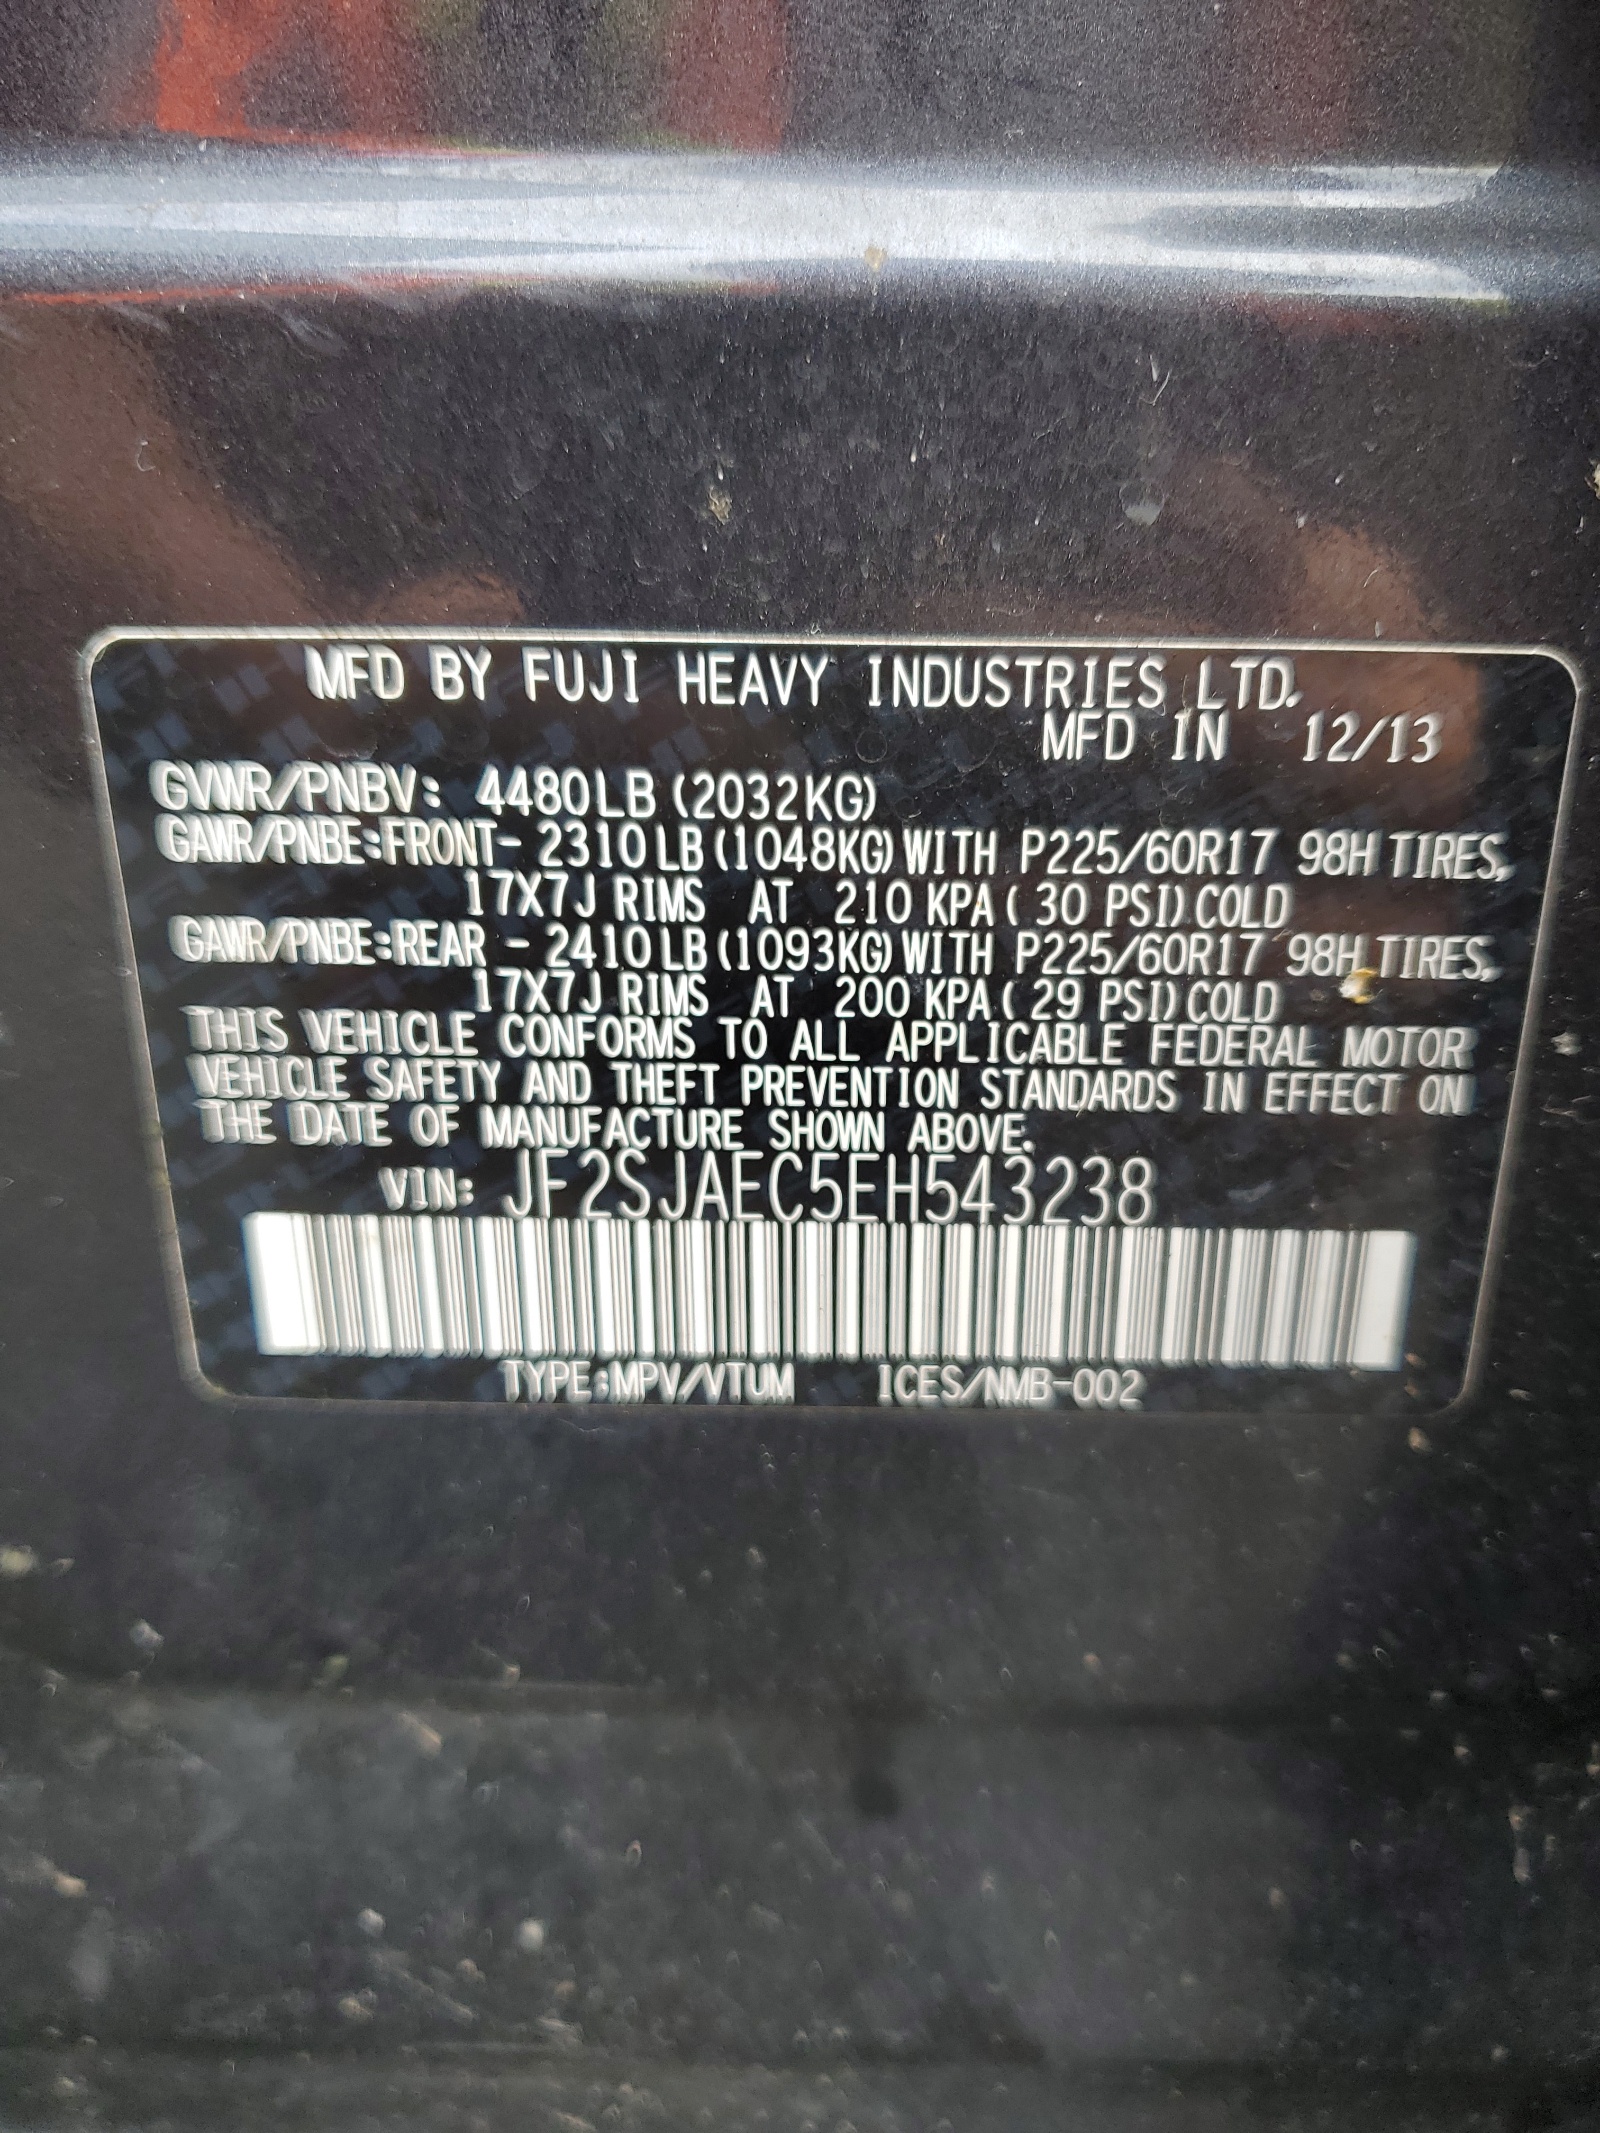 MFD BY FUJI HEAVY INDUSTRIES LTD.
MFD IN 12/13
GVWR/PNBV: 4480LB (2032KG)
GAWR/PNBE:FRONT- 2310LB (1048KG) WITH P225/60R17 98H TIRES,
17X7J RIMS AT 210 KPA ( 30 PSI) COLD
GAWR/PNBE:REAR - 2410LB (1093KG) WITH P225/60R17 98H TIRES,
17X7J RIMS AT 200 KPA ( 29 PSI) COLD
THIS VEHICLE CONFORMS TO ALL APPLICABLE FEDERAL MOTOR
VEHICLE SAFETY AND THEFT PREVENTION STANDARDS IN EFFECT ON
THE DATE OF MANUFACTURE SHOWN ABOVE.
VIN: JF2SJAEC5EH543238
TYPE:MPV/VTUM ICES/NMB-002